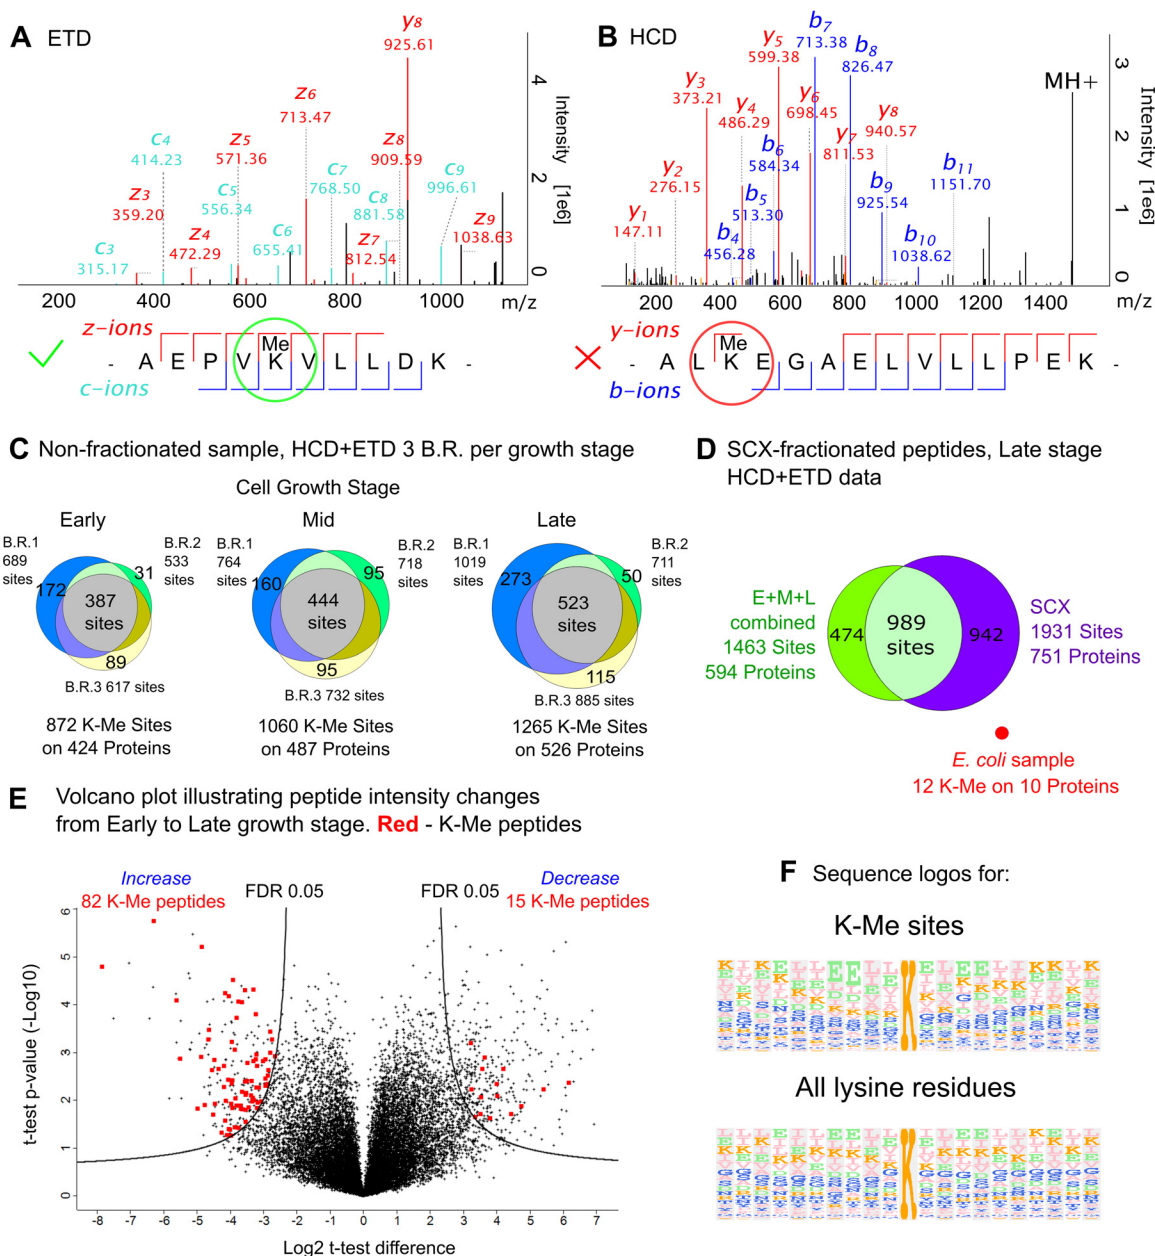 A ETD
y8
925.61
z6
713.47
c4
414.23
z5
571.36
z8
909.59
c9
996.61
z3
359.20
c5
556.34
c7
768.50
c8
881.58
z4
472.29
c6
655.41
z7
812.54
z9
1038.63
c3
315.17
4
2
0
Intensity [1e6]
200 400 600 800 1000 m/z
z-ions
Me
- A E P V K V L L D K -
c-ions
B HCD
b7
713.38
y5
599.38
b8
826.47
MH+
y3
373.21
y4
486.29
y6
698.45
y8
940.57
y7
811.53
b6
584.34
y2
276.15
b5
513.30
b9
925.54
b11
1151.70
y1
147.11
b4
456.28
b10
1038.62
3
2
1
0
Intensity [1e6]
200 400 600 800 1000 1200 1400 m/z
y-ions
Me
- A L K E G A E L V L L P E K -
b-ions
C Non-fractionated sample, HCD+ETD 3 B.R. per growth stage
Cell Growth Stage
Early
B.R.1
689
sites
B.R.2
533
sites
172
31
387
sites
89
B.R.3 617 sites
872 K-Me Sites
on 424 Proteins
Mid
B.R.1
764
sites
B.R.2
718
sites
160
95
444
sites
95
B.R.3 732 sites
1060 K-Me Sites
on 487 Proteins
Late
B.R.1
1019
sites
B.R.2
711
sites
273
50
523
sites
115
B.R.3 885 sites
1265 K-Me Sites
on 526 Proteins
D SCX-fractionated peptides, Late stage
HCD+ETD data
E+M+L
combined
1463 Sites
594 Proteins
474
989
sites
942
SCX
1931 Sites
751 Proteins
E. coli sample
12 K-Me on 10 Proteins
E Volcano plot illustrating peptide intensity changes
from Early to Late growth stage. Red - K-Me peptides
Increase
82 K-Me peptides
FDR 0.05
FDR 0.05
Decrease
15 K-Me peptides
t-test p-value (-Log10)
6
5
4
3
2
1
0
-8 -7 -6 -5 -4 -3 -2 -1 0 1 2 3 4 5 6 7
Log2 t-test difference
F Sequence logos for:
K-Me sites
All lysine residues